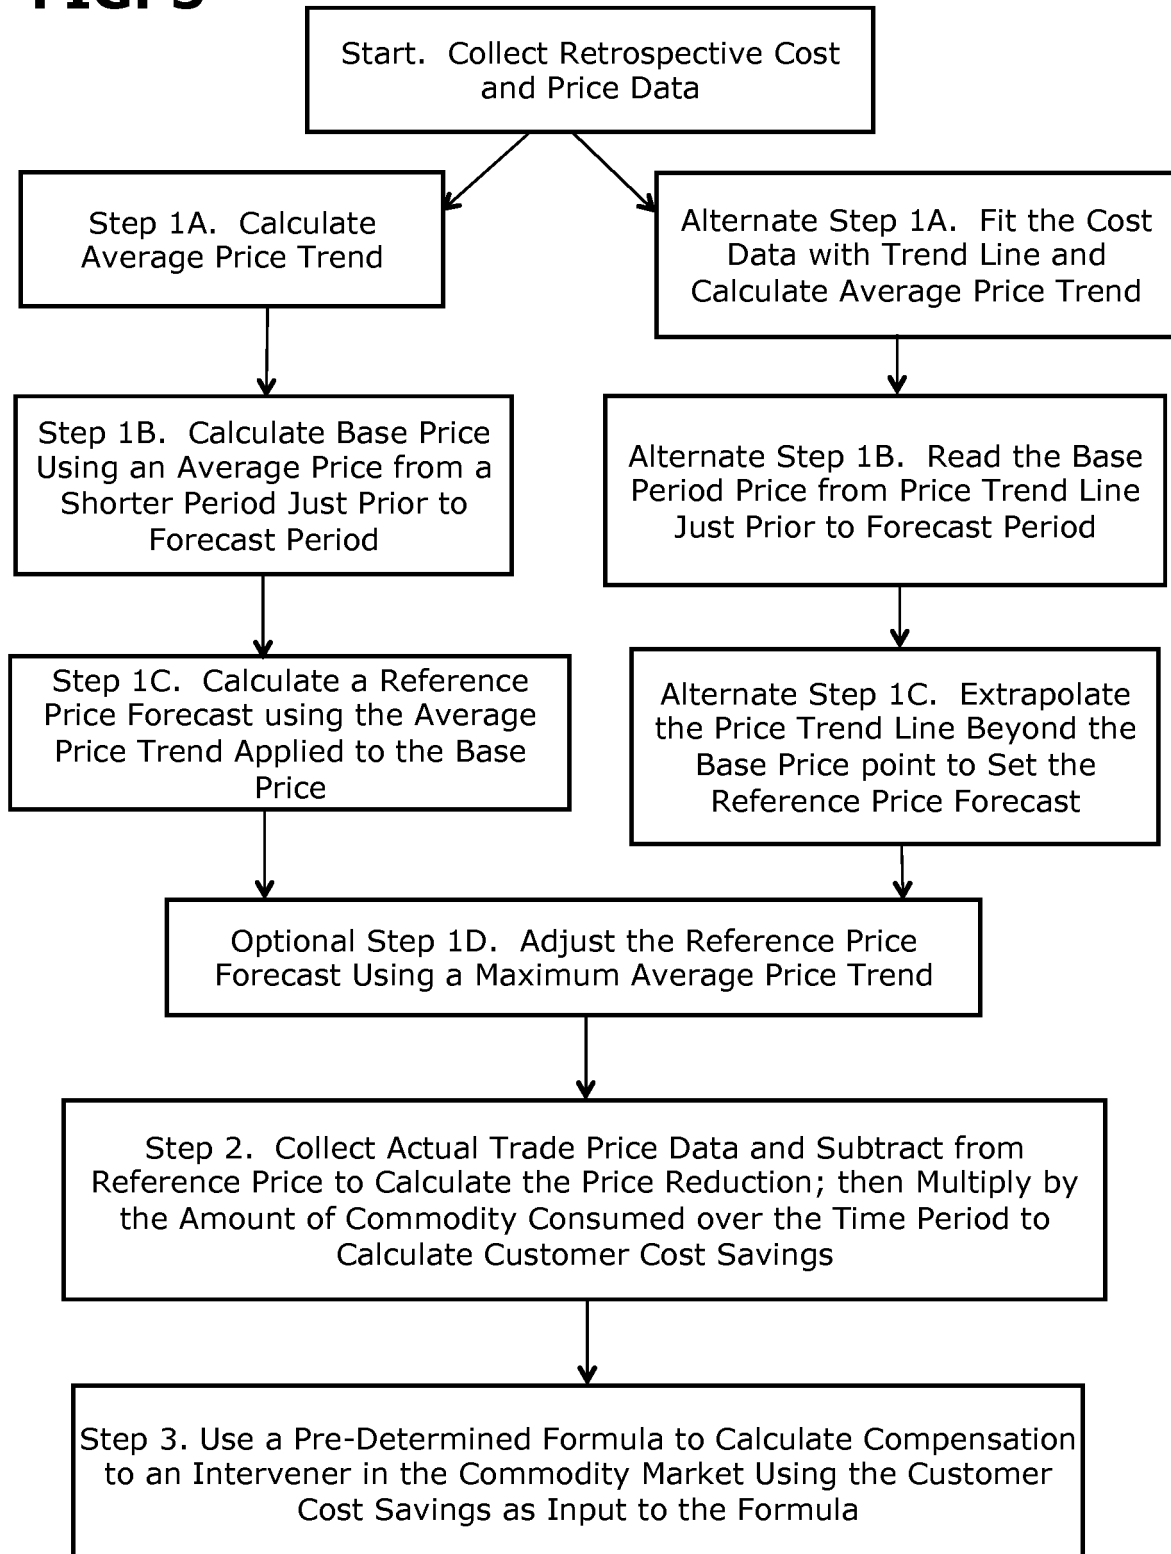 FIG.
Start. Collect Retrospective Cost
and Price Data
Step 1A. Calculate
Average Price Trend
Alternate Step 1A. Fit the Cost
Data with Trend Line and
Calculate Average Price Trend
Step 1B. Calculate Base Price
Using an Average Price from a
Shorter Period Just Prior to
Forecast Period
Alternate Step 1B. Read the Base
Period Price from Price Trend Line
Just Prior to Forecast Period
Step 1C. Calculate a Reference
Price Forecast using the Average
Price Trend Applied to the Base
Price
Alternate Step 1C. Extrapolate
the Price Trend Line Beyond the
Base Price point to Set the
Reference Price Forecast
Optional Step 1D. Adjust the Reference Price
Forecast Using a Maximum Average Price Trend
Step 2. Collect Actual Trade Price Data and Subtract from
Reference Price to Calculate the Price Reduction; then Multiply by
the Amount of Commodity Consumed over the Time Period to
Calculate Customer Cost Savings
Step 3. Use a Pre-Determined Formula to Calculate Compensation
to an Intervener in the Commodity Market Using the Customer
Cost Savings as Input to the Formula